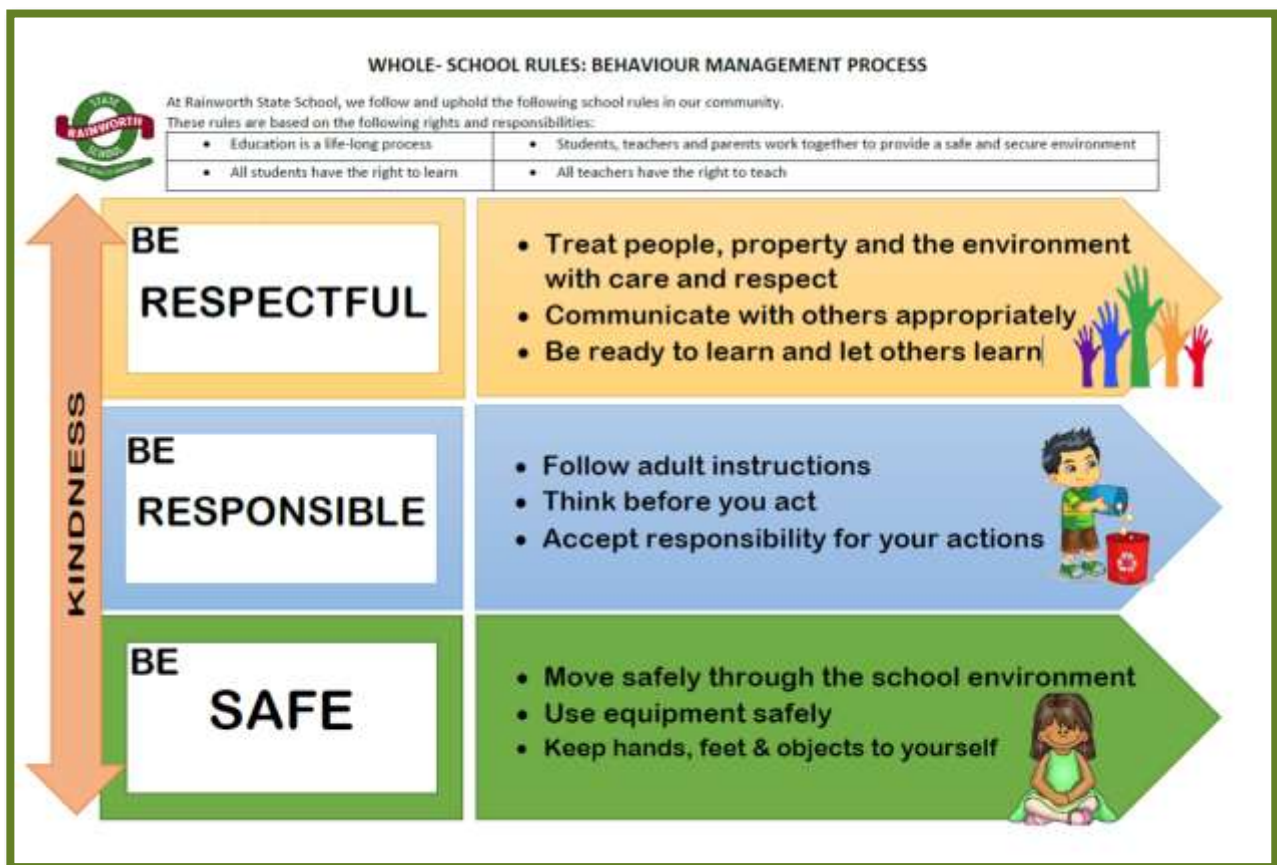 WHOLE- SCHOOL RULES: BEHAVIOUR MANAGEMENT PROCESS
STATE
RAINWORTH
SCHOOL
At Rainworth State School, we follow and uphold the following school rules in our community.
These rules are based on the following rights and responsibilities:
• Education is a life-long process
• Students, teachers and parents work together to provide a safe and secure environment
• All students have the right to learn
• All teachers have the right to teach
KINDNESS
BE
RESPECTFUL
• Treat people, property and the environment
with care and respect
• Communicate with others appropriately
• Be ready to learn and let others learn
BE
RESPONSIBLE
• Follow adult instructions
• Think before you act
• Accept responsibility for your actions
BE
SAFE
• Move safely through the school environment
• Use equipment safely
• Keep hands, feet & objects to yourself